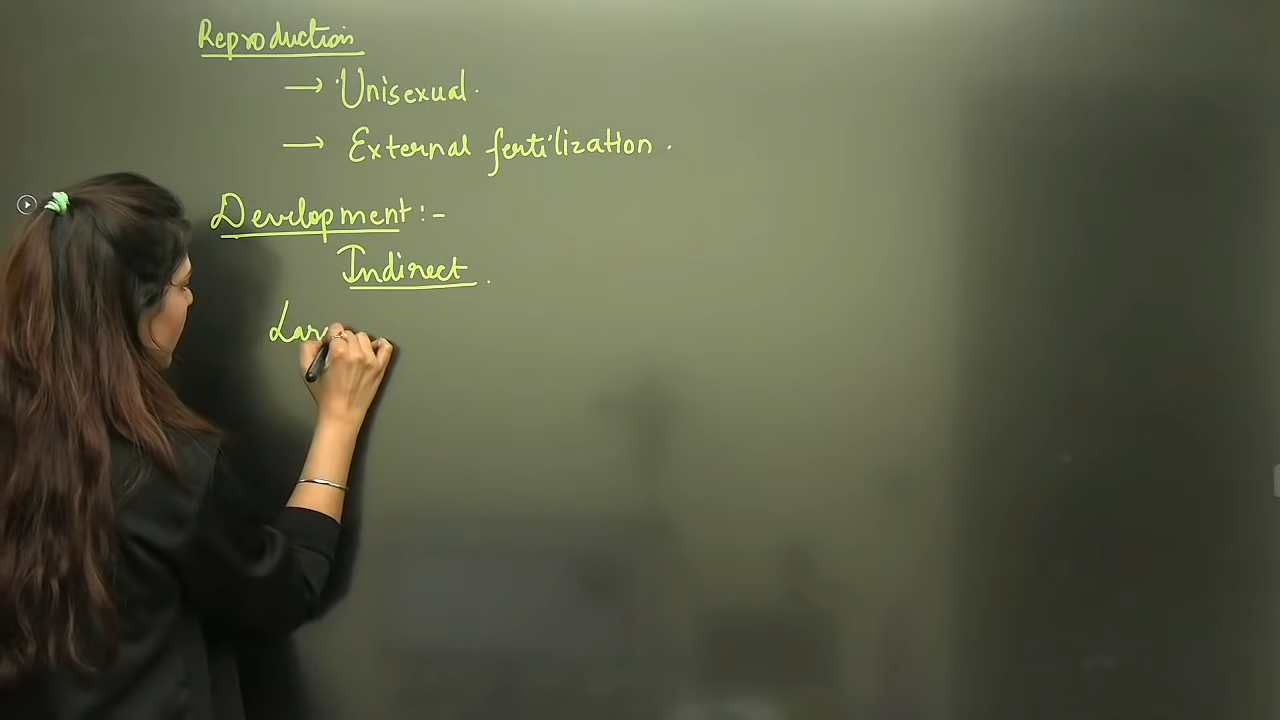 Reproduction
→ Unisexual.
→ External fertilization.
Development :-
Indirect.
Lar